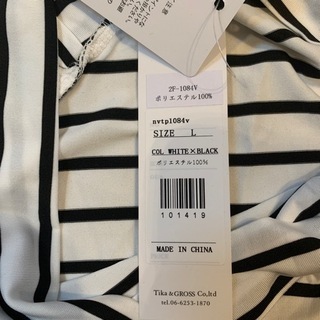 2F-1084V
ポリエステル100%
nvtp1084v
SIZE L
COL WHITE×BLACK
ポリエステル100%
101419
MADE IN CHINA
Tika & GROSS Co,ltd
tel.06-6253-1870